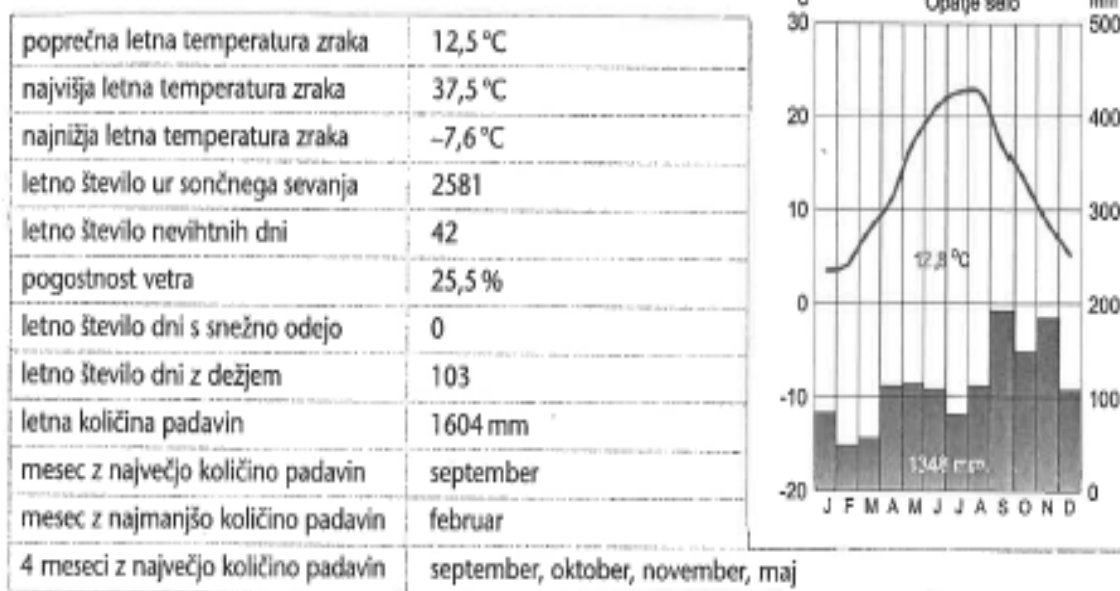 poprečna letna temperatura zraka 12,5 °C
najvišja letna temperatura zraka 37,5 °C
najnižja letna temperatura zraka –7,6 °C
letno število ur sončnega sevanja 2581
letno število nevihtnih dni 42
pogostnost vetra 25,5 %
letno število dni s snežno odejo 0
letno število dni z dežjem 103
letna količina padavin 1604 mm
mesec z največjo količino padavin september
mesec z najmanjšo količino padavin februar
4 meseci z največjo količino padavin september, oktober, november, maj
°C Opatje selo mm
30 500
20 400
10 300
12,8 °C
0 200
-10 100
1348 mm
-20 0
J F M A M J J A S O N D